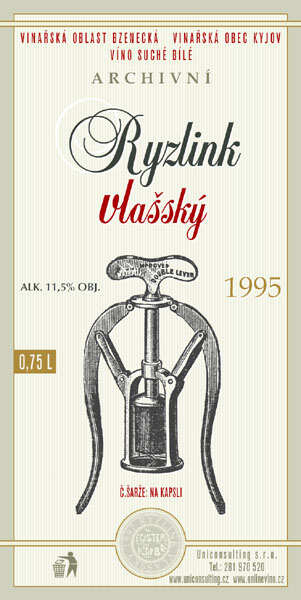 VINAŘSKÁ OBLAST BZENECKÁ VINAŘSKÁ OBEC KYJOV
VÍNO SUCHÉ BÍLÉ
ARCHIVNÍ
Ryzlink
vlašský
IMPROVED
DOUBLE LEVER
ALK. 11,5% OBJ.
1995
0,75 L
Č.ŠARŽE: NA KAPSLI
Uniconsulting s.r.o.
Tel.: 281 970 520
www.uniconsulting.cz www.onlinevino.cz